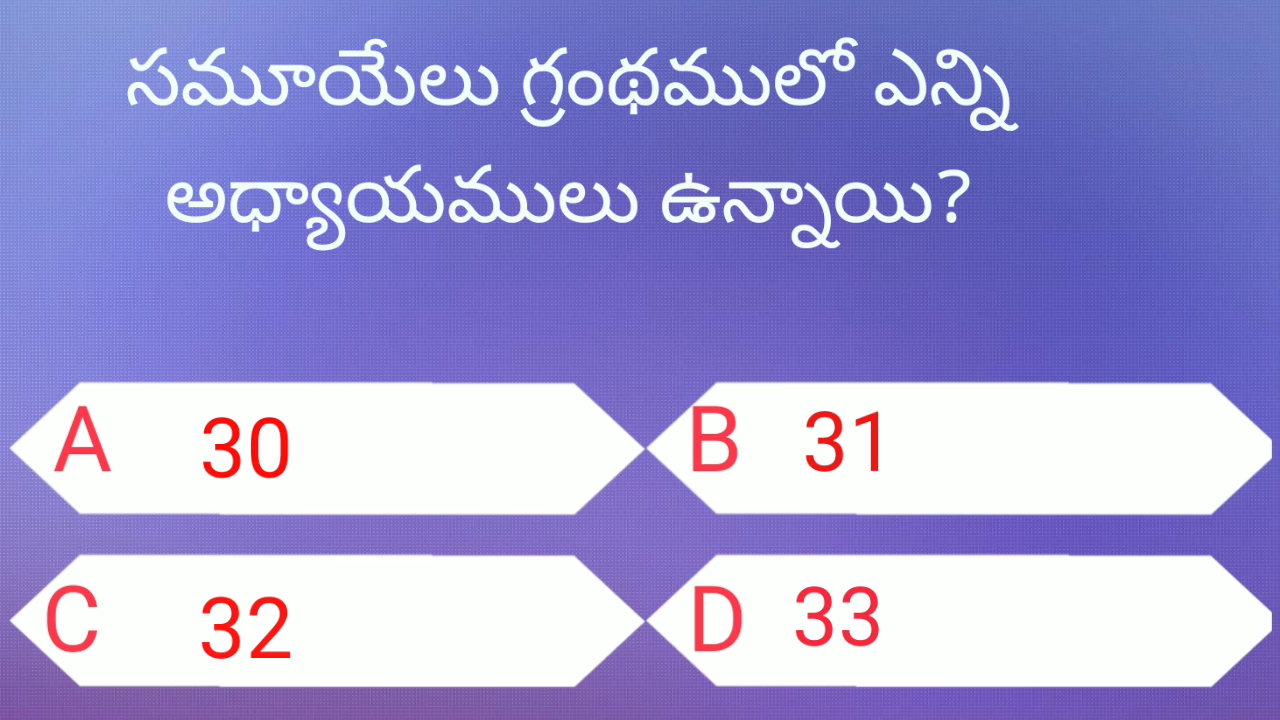 సమూయేలు గ్రంథములో ఎన్ని
అధ్యాయములు ఉన్నాయి?
A 30
B 31
C 32
D 33